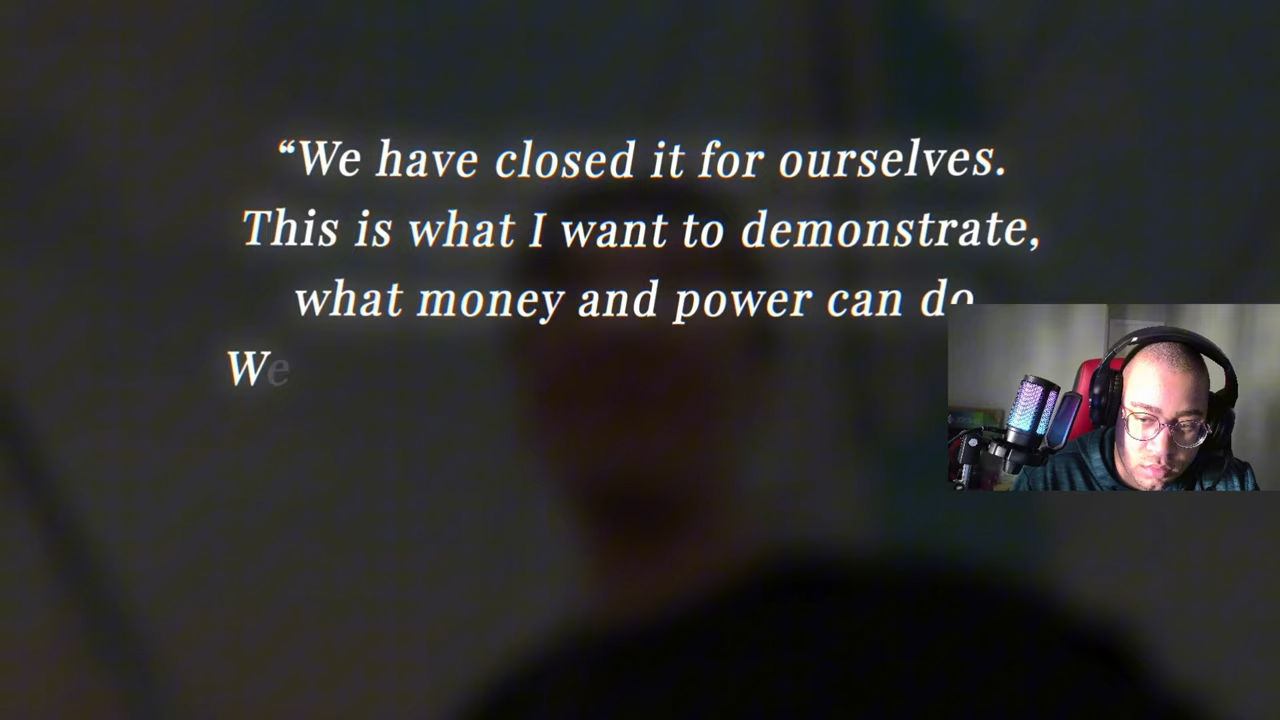 “We have closed it for ourselves.
This is what I want to demonstrate,
what money and power can do
We